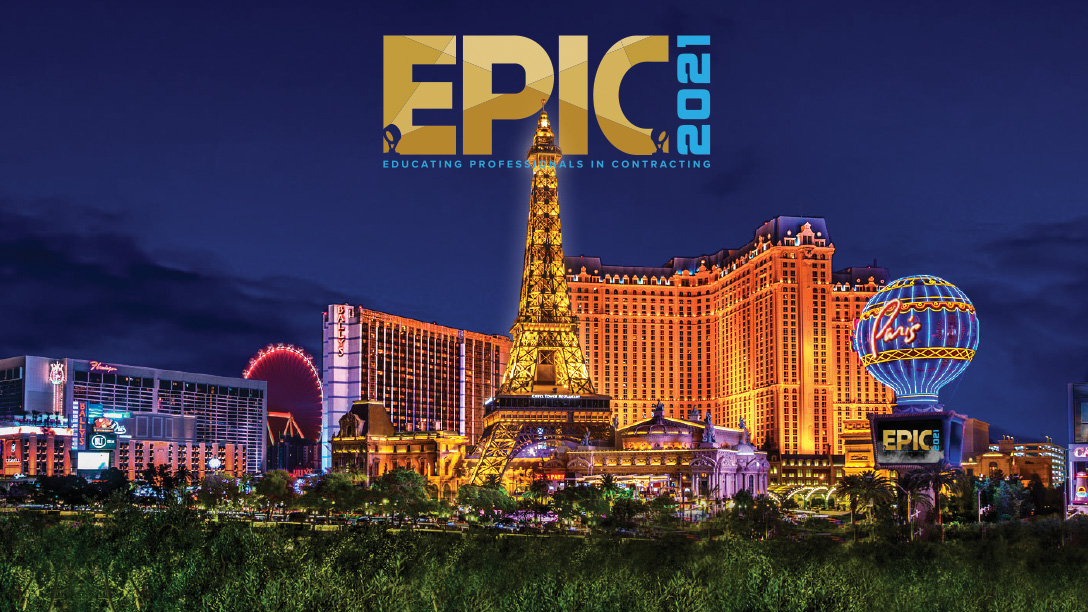 EPIC 2021
EDUCATING PROFESSIONALS IN CONTRACTING
BALLY'S
Flamingo
Paris
EIFFEL TOWER RESTAURANT
EPIC 2021